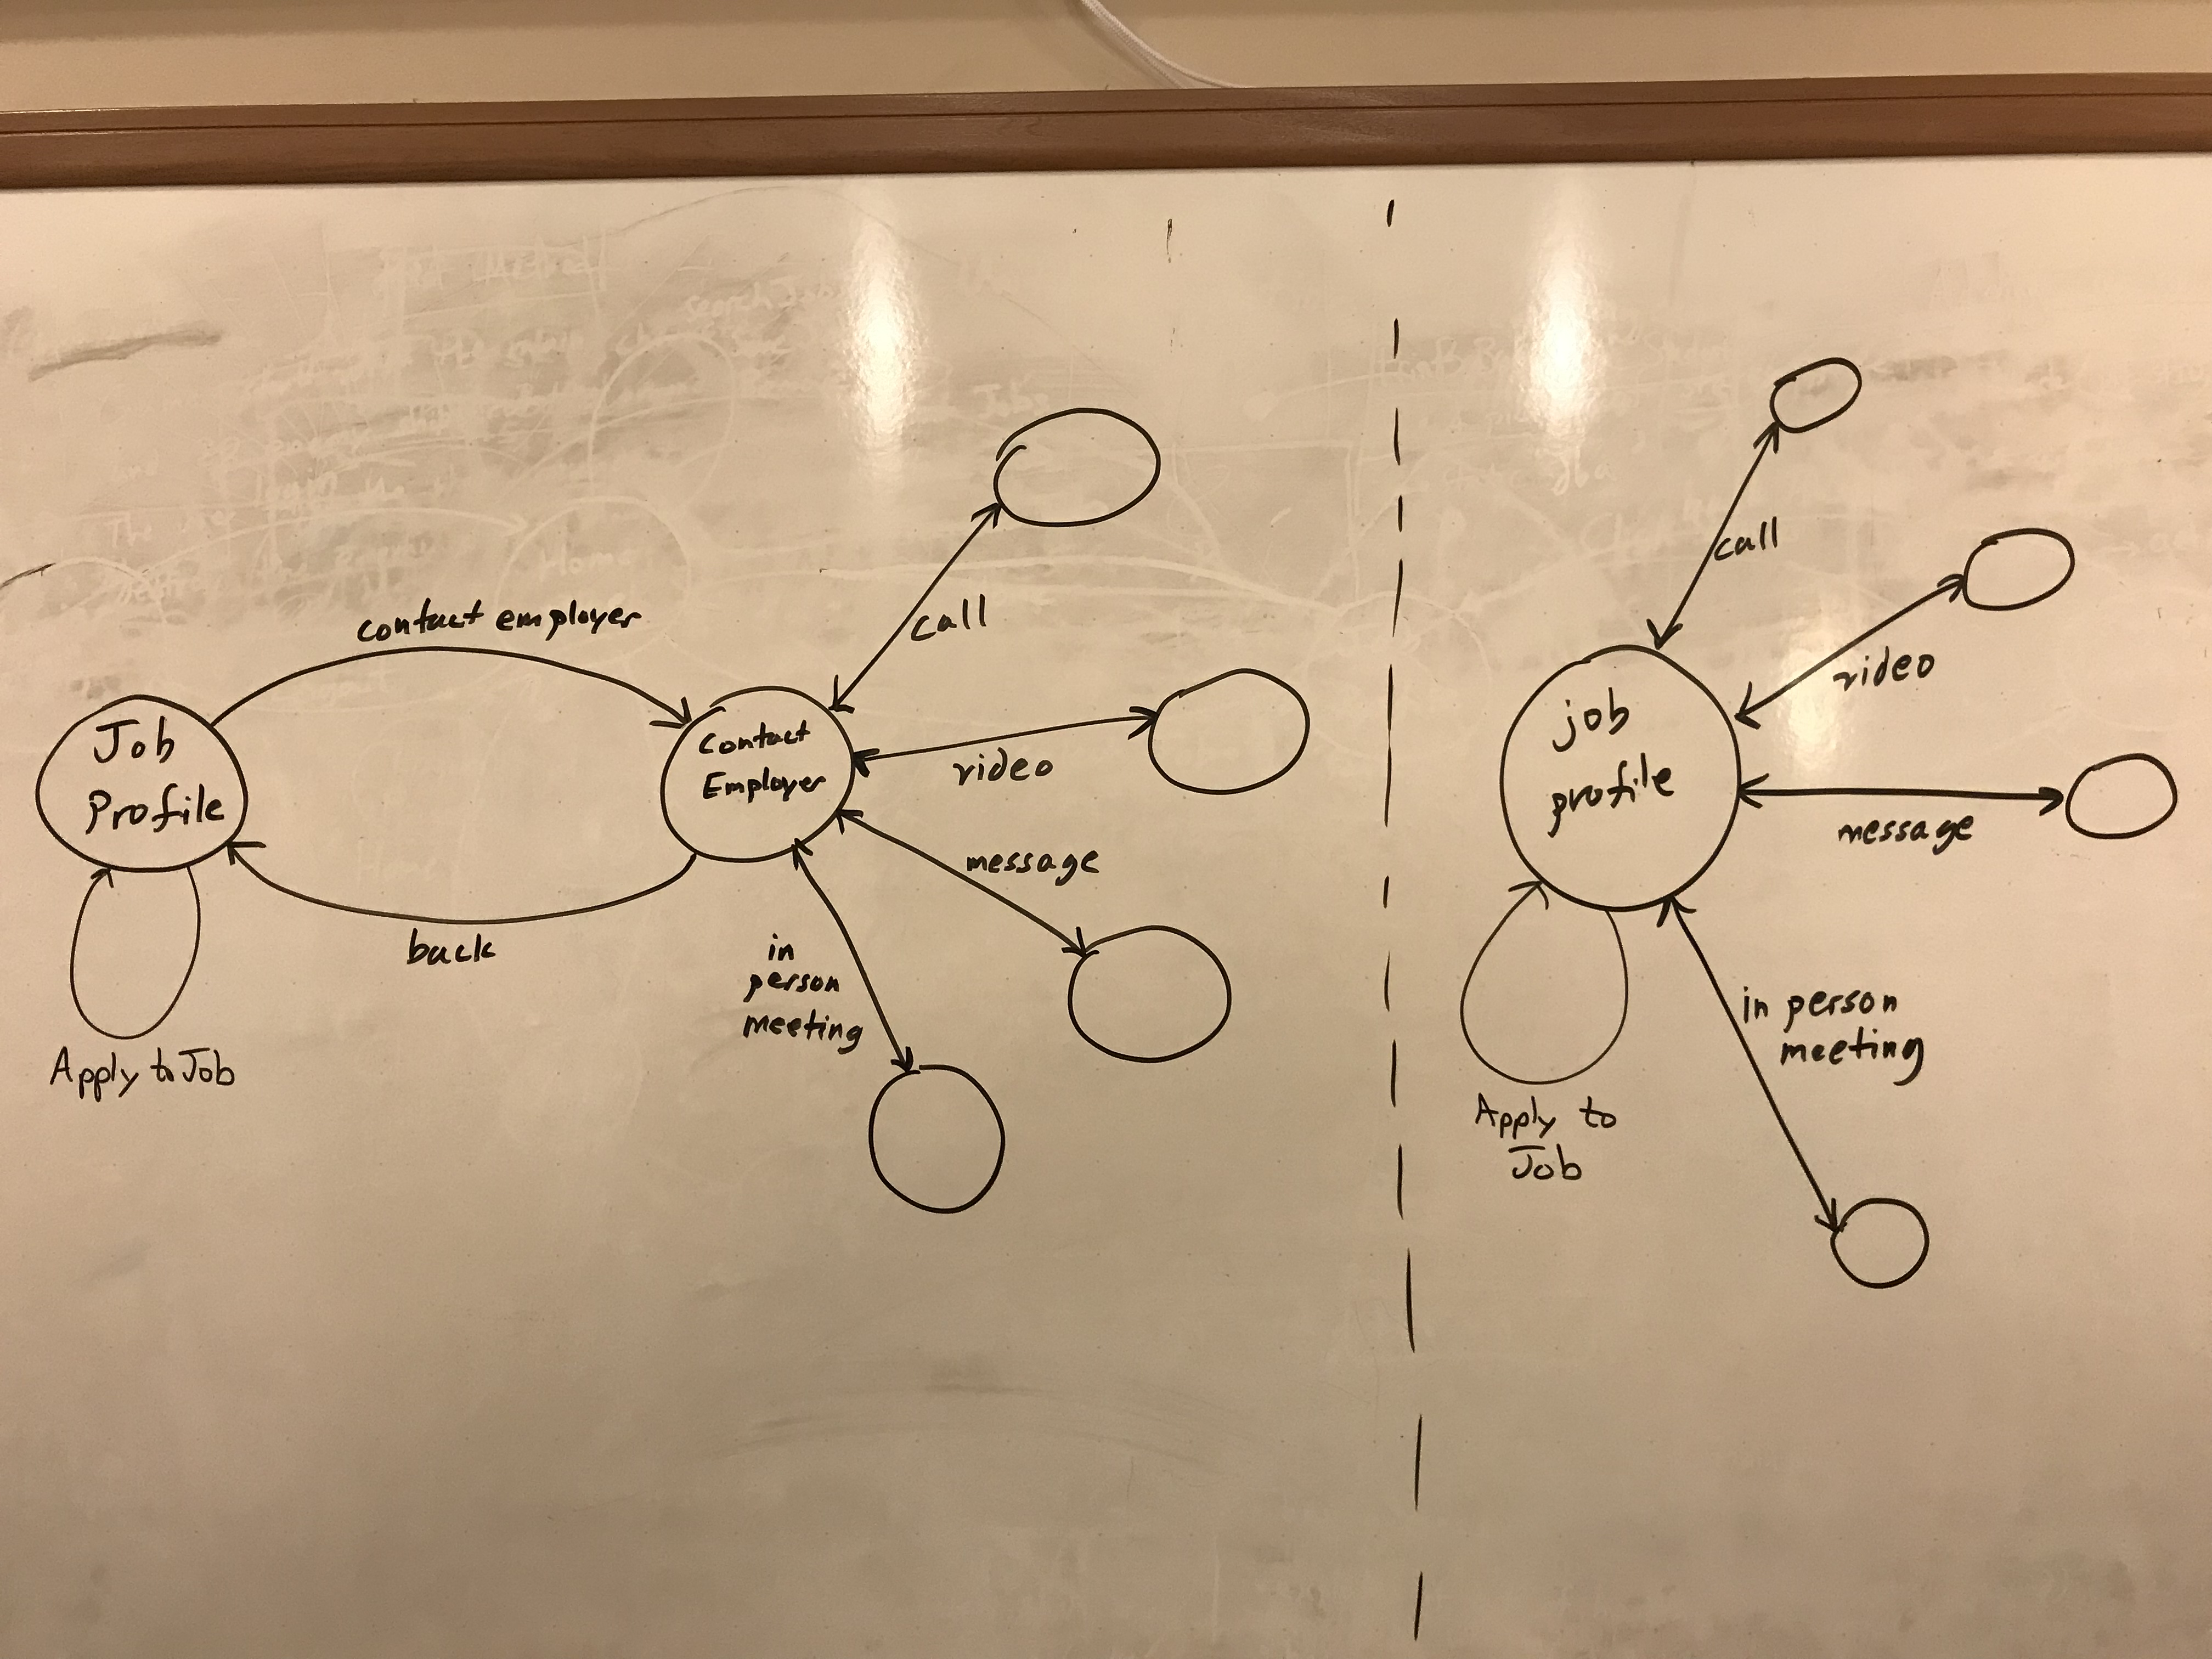 contact employer
Job
Profile
Contact
Employer
back
Apply to Job
call
video
message
in
person
meeting
Home
call
video
job
profile
message
in person
meeting
Apply to
Job